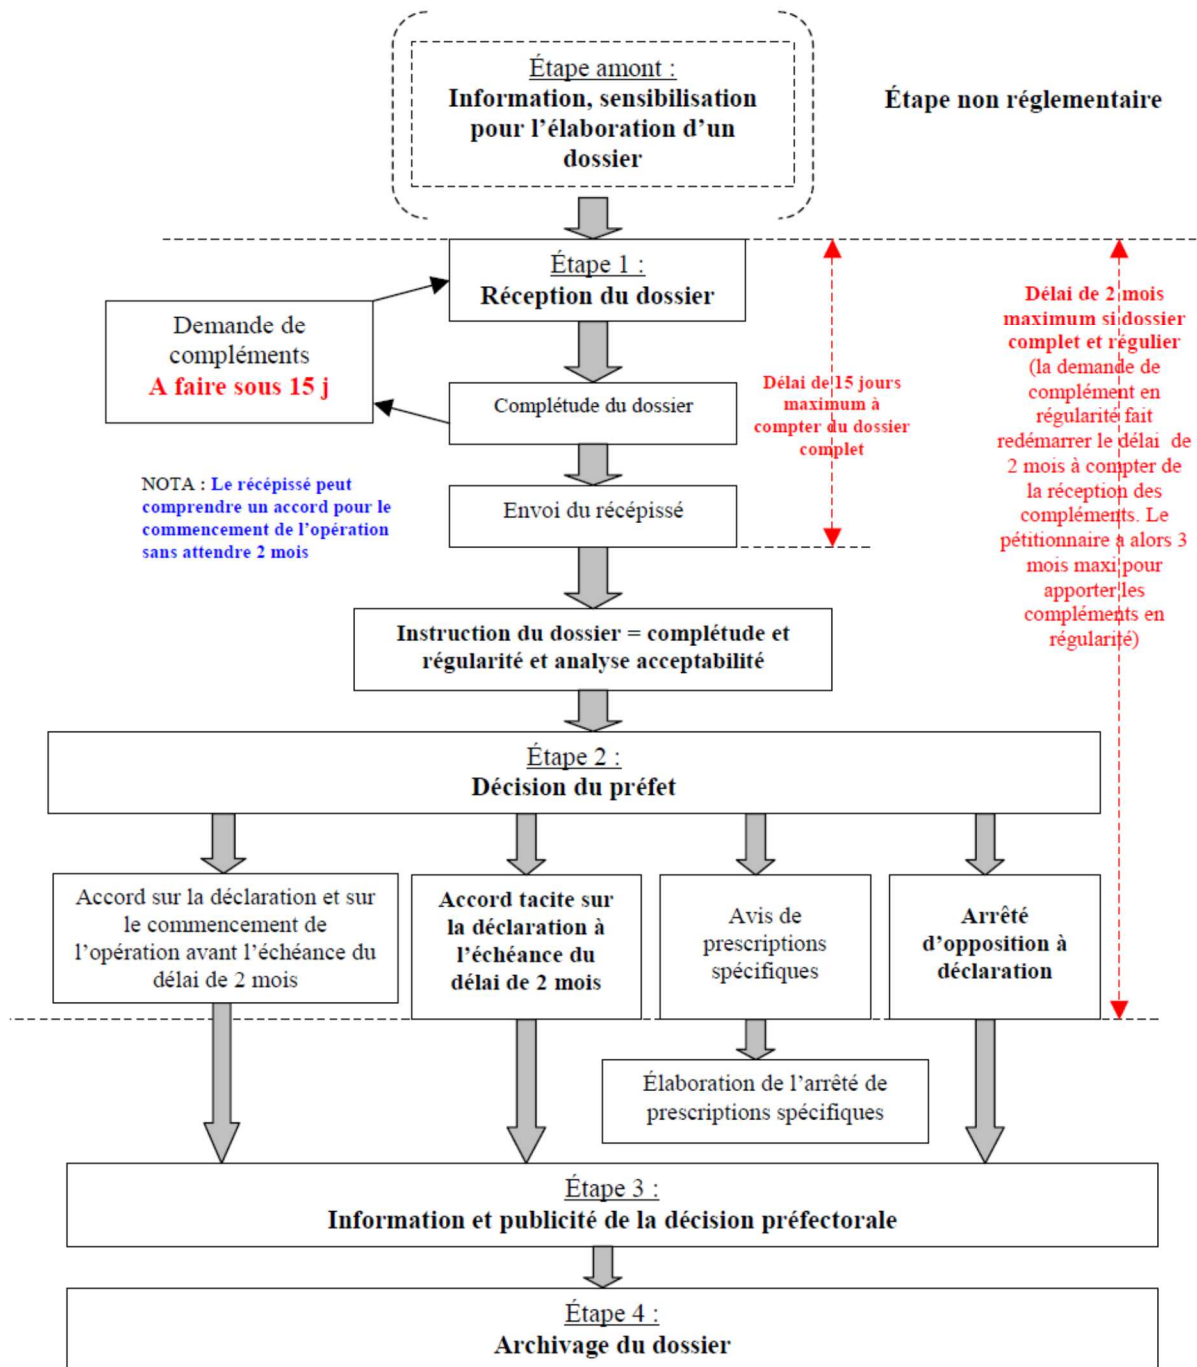 Étape amont :
Information, sensibilisation
pour l'élaboration d'un
dossier
Étape non réglementaire
Étape 1 :
Réception du dossier
Demande de
compléments
A faire sous 15 j
Complétude du dossier
Délai de 15 jours
maximum à
compter du dossier
complet
Délai de 2 mois
maximum si dossier
complet et régulier
(la demande de
complément en
régularité fait
redémarrer le délai de
2 mois à compter de
la réception des
compléments. Le
pétitionnaire a alors 3
mois maxi pour
apporter les
compléments en
régularité)
NOTA : Le récépissé peut
comprendre un accord pour le
commencement de l'opération
sans attendre 2 mois
Envoi du récépissé
Instruction du dossier = complétude et
régularité et analyse acceptabilité
Étape 2 :
Décision du préfet
Accord sur la déclaration et sur
le commencement de
l'opération avant l'échéance du
délai de 2 mois
Accord tacite sur
la déclaration à
l'échéance du
délai de 2 mois
Avis de
prescriptions
spécifiques
Arrêté
d'opposition à
déclaration
Élaboration de l'arrêté de
prescriptions spécifiques
Étape 3 :
Information et publicité de la décision préfectorale
Étape 4 :
Archivage du dossier